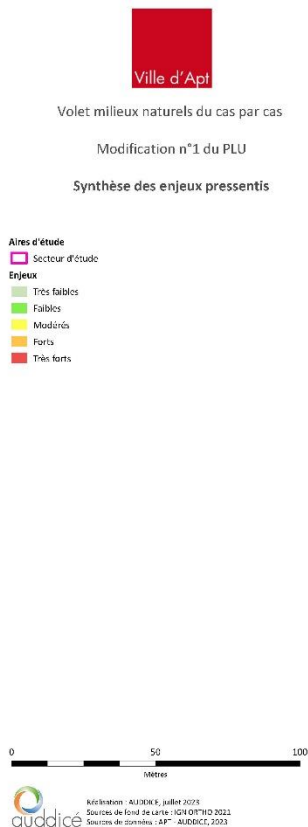 Ville d'Apt
Volet milieux naturels du cas par cas
Modification n°1 du PLU
Synthèse des enjeux pressentis
Aires d'étude
Secteur d'étude
Enjeux
Très faibles
Faibles
Modérés
Forts
Très forts
0 50 100
Mètres
auddicé
Réalisation : AUDDICE, juillet 2023
Sources de fond de carte : IGN ORTHO 2021
Sources de données : APT - AUDDICE, 2023